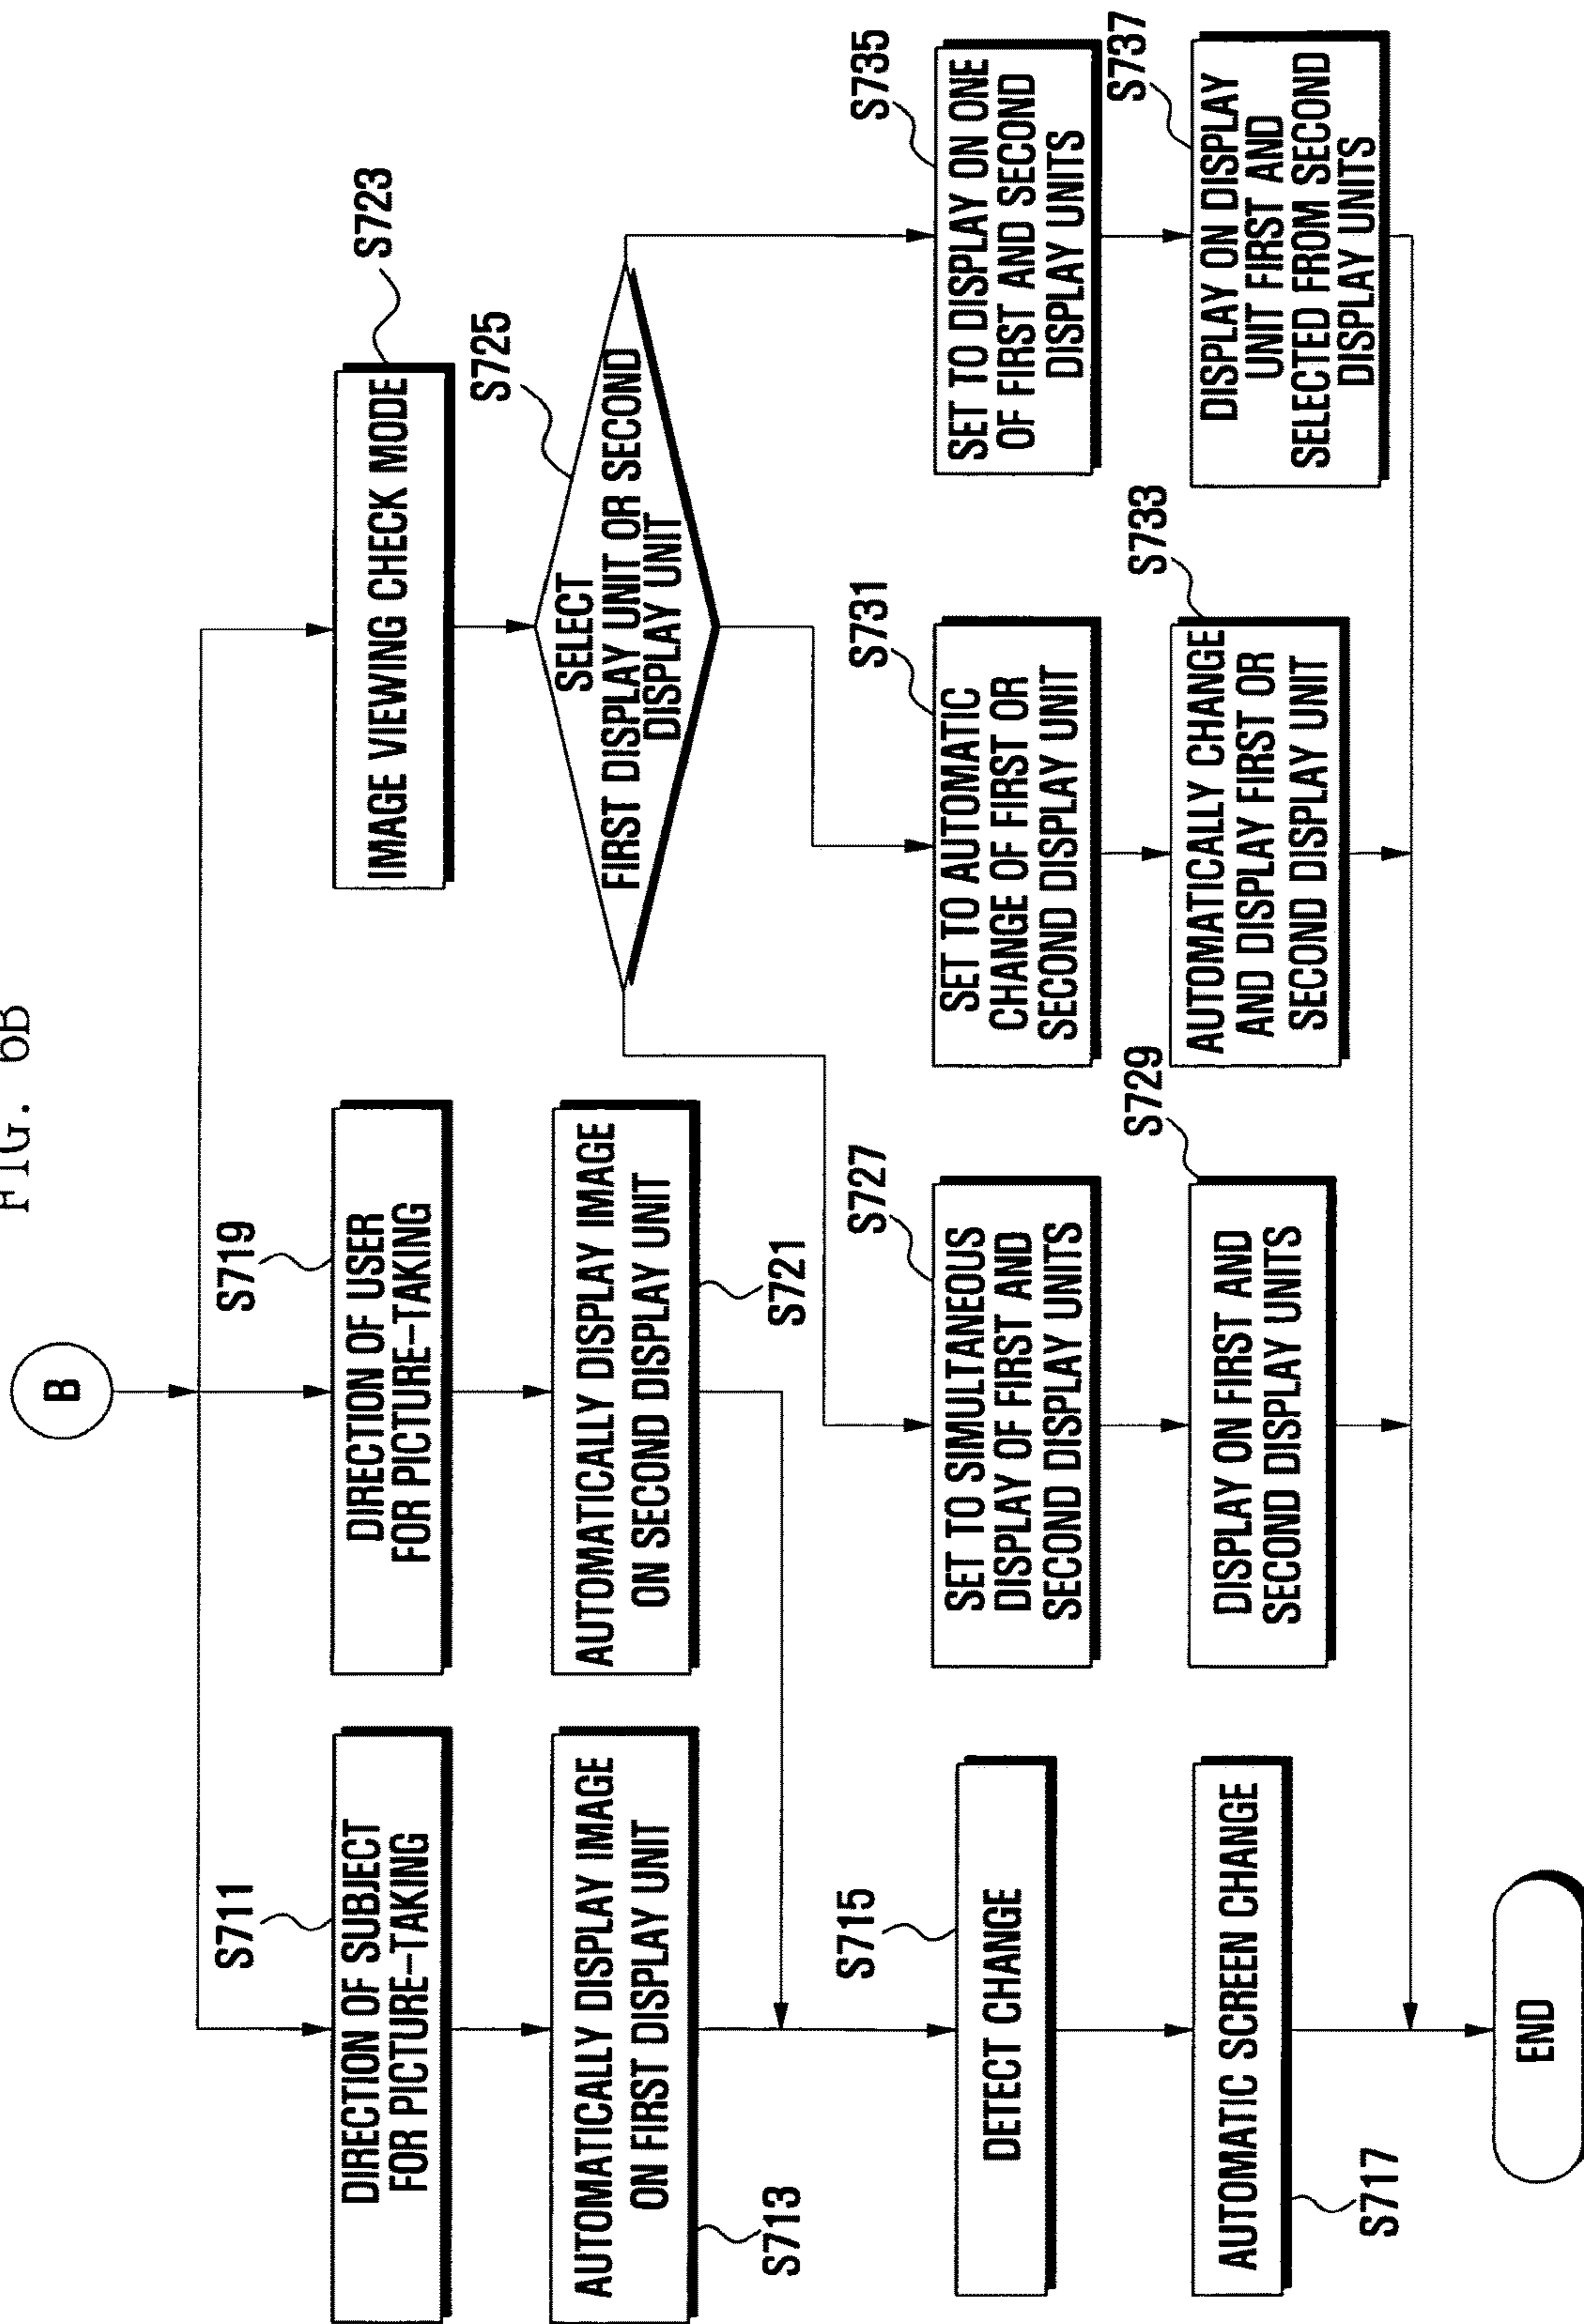 FIG. 6B
B
S711
DIRECTION OF SUBJECT
FOR PICTURE-TAKING
S719
DIRECTION OF USER
FOR PICTURE-TAKING
S723
IMAGE VIEWING CHECK MODE
AUTOMATICALLY DISPLAY IMAGE
ON FIRST DISPLAY UNIT
S713
AUTOMATICALLY DISPLAY IMAGE
ON SECOND DISPLAY UNIT
S721
S725
SELECT
FIRST DISPLAY UNIT OR SECOND
DISPLAY UNIT
S715
DETECT CHANGE
S727
SET TO SIMULTANEOUS
DISPLAY OF FIRST AND
SECOND DISPLAY UNITS
S731
SET TO AUTOMATIC
CHANGE OF FIRST OR
SECOND DISPLAY UNIT
S735
SET TO DISPLAY ON ONE
OF FIRST AND SECOND
DISPLAY UNITS
AUTOMATIC SCREEN CHANGE
S717
S729
DISPLAY ON FIRST AND
SECOND DISPLAY UNITS
S733
AUTOMATICALLY CHANGE
AND DISPLAY FIRST OR
SECOND DISPLAY UNIT
S737
DISPLAY ON DISPLAY
UNIT FIRST AND
SELECTED FROM SECOND
DISPLAY UNITS
END